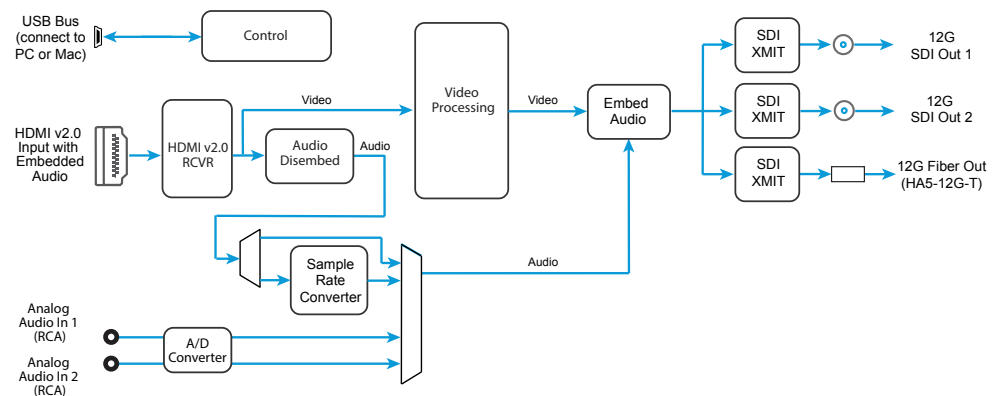 USB Bus
(connect to
PC or Mac)
Control
Video
Processing
SDI
XMIT
12G
SDI Out 1
Video
Video
Embed
Audio
SDI
XMIT
12G
SDI Out 2
HDMI v2.0
Input with
Embedded
Audio
HDMI v2.0
RCVR
Audio
Disembed
Audio
SDI
XMIT
12G Fiber Out
(HA5-12G-T)
Sample
Rate
Converter
Audio
Analog
Audio In 1
(RCA)
A/D
Converter
Analog
Audio In 2
(RCA)